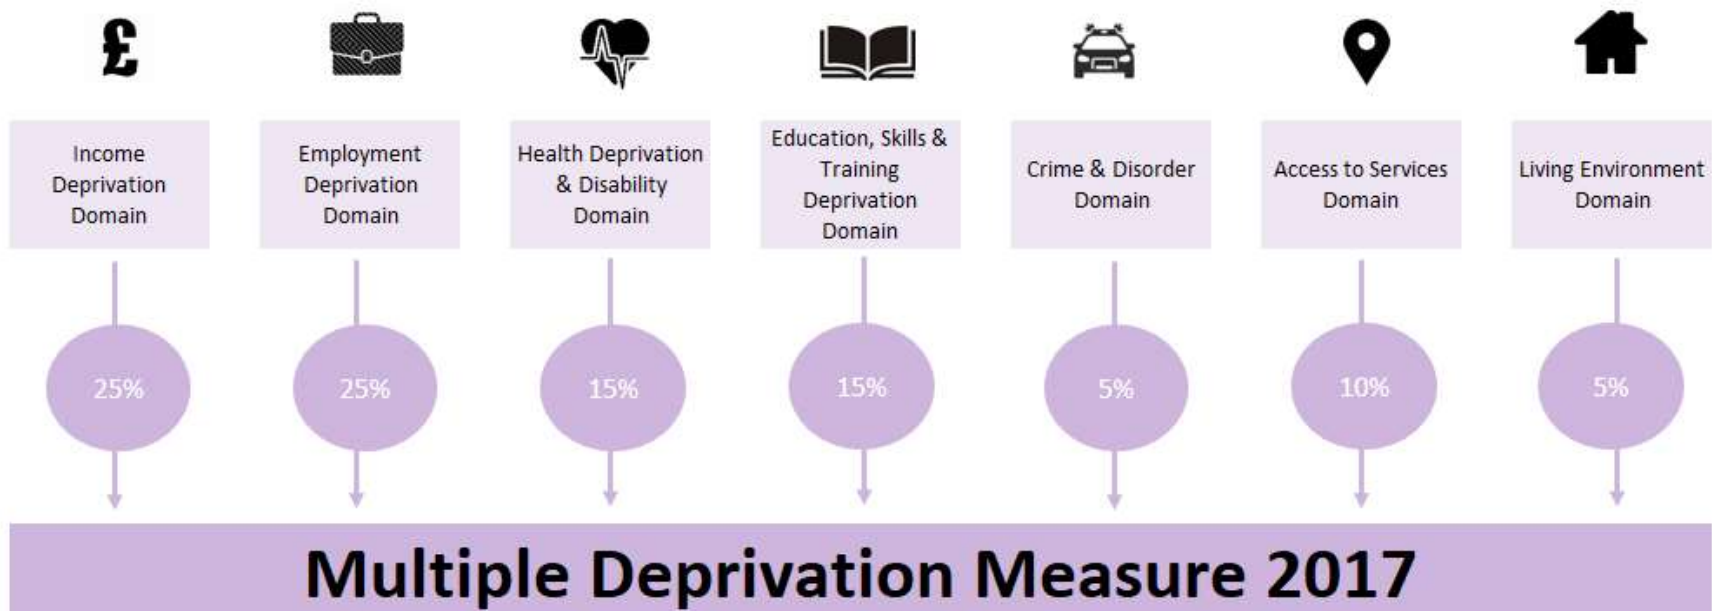 £
Income
Deprivation
Domain
Employment
Deprivation
Domain
Health Deprivation
& Disability
Domain
Education, Skills &
Training
Deprivation
Domain
Crime & Disorder
Domain
Access to Services
Domain
Living Environment
Domain
25%
25%
15%
15%
5%
10%
5%
Multiple Deprivation Measure 2017